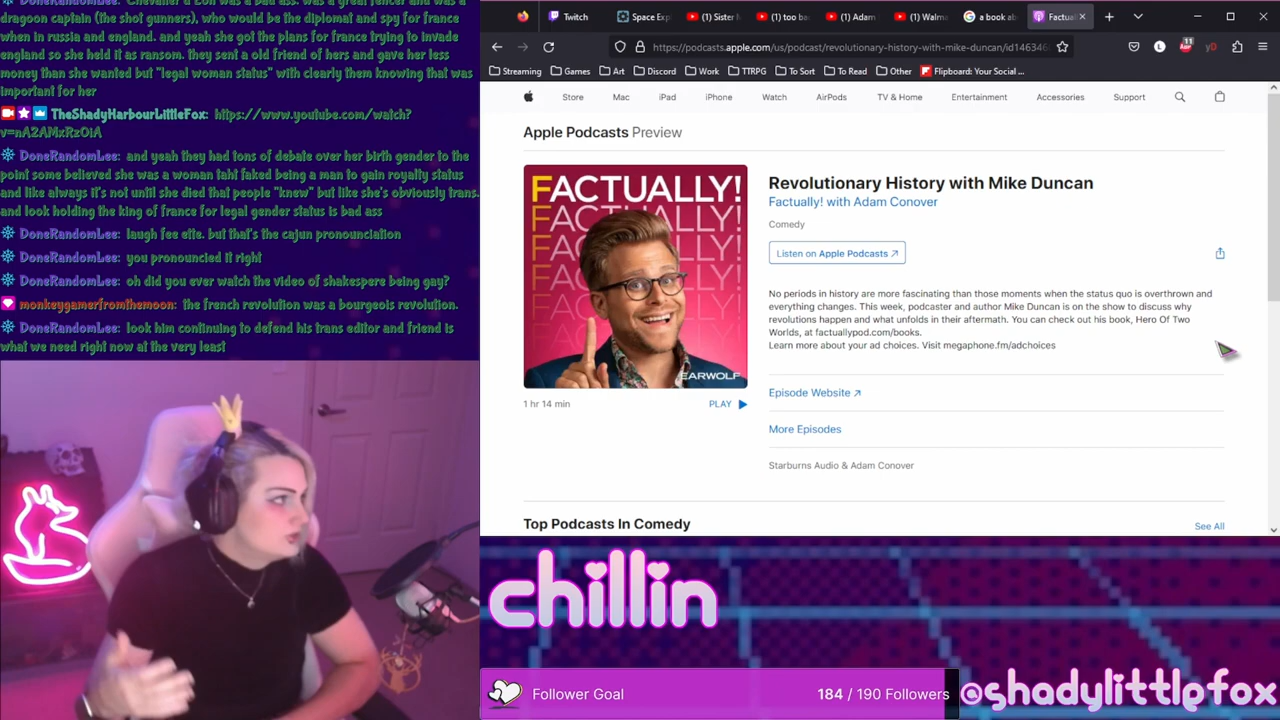 DoneRandomLee: Chevalier d'Eon was a bad ass. was a great fencer and was a
dragoon captian (the shot gunners), who would be the diplomat and spy for france
when in russia and england. and yeah she got the plans for france trying to invade
england so she held it as ransom. they sent a old friend of hers and gave her less
money than she wanted but "legal woman status" with clearly them knowing that was
important for her
TheShadyHarbourLittleFox: https://www.youtube.com/watch?
DoneRandomLee: and yeah they had tons of debate over her birth gender to the
point some believed she was a woman taht faked being a man to gain royalty status
and like always it's not until she died that people "knew" but like she's obviously trans.
and look holding the king of france for legal gender status is bad ass
DoneRandomLee: laugh fee ette. but that's the cajun pronounciation
DoneRandomLee: you pronouncied it right
DoneRandomLee: oh did you ever watch the video of shakespere being gay?
monkeygamerfromthemoon: the french revolution was a bourgeois revolution.
DoneRandomLee: look him continuing to defend his trans editor and friend is
what we need right now at the very least
Twitch
Space Expl
(1) Sister M
(1) too ba
(1) Adam
(1) Walma
a book ab
Factual
https://podcasts.apple.com/us/podcast/revolutionary-history-with-mike-duncan/id146346
11
yD
Streaming
Games
Art
Discord
Work
TTRPG
To Sort
To Read
Other
Flipboard: Your Social ...
Store
Mac
iPad
iPhone
Watch
AirPods
TV & Home
Entertainment
Accessories
Support
Apple Podcasts Preview
FACTUALLY!
FACTUALLY!
FACTUALLY!
FACTUALLY!
EARWOLF
1 hr 14 min
PLAY
Revolutionary History with Mike Duncan
Factually! with Adam Conover
Comedy
Listen on Apple Podcasts ↗
No periods in history are more fascinating than those moments when the status quo is overthrown and
everything changes. This week, podcaster and author Mike Duncan is on the show to discuss why
revolutions happen and what unfolds in their aftermath. You can check out his book, Hero Of Two
Worlds, at factuallypod.com/books.
Learn more about your ad choices. Visit megaphone.fm/adchoices
Episode Website ↗
More Episodes
Starburns Audio & Adam Conover
Top Podcasts In Comedy
See All
chillin
Follower Goal
184 / 190 Followers
@shadylittlefox